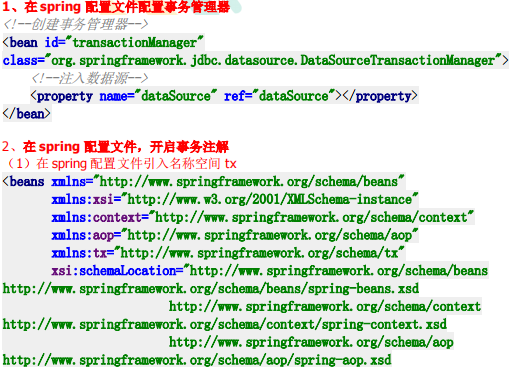 1、在 spring 配置文件配置事务管理器
<!--创建事务管理器-->
<bean id="transactionManager"
class="org.springframework.jdbc.datasource.DataSourceTransactionManager">
<!--注入数据源-->
<property name="dataSource" ref="dataSource"></property>
</bean>
2、在 spring 配置文件，开启事务注解
（1）在 spring 配置文件引入名称空间 tx
<beans xmlns="http://www.springframework.org/schema/beans"
xmlns:xsi="http://www.w3.org/2001/XMLSchema-instance"
xmlns:context="http://www.springframework.org/schema/context"
xmlns:aop="http://www.springframework.org/schema/aop"
xmlns:tx="http://www.springframework.org/schema/tx"
xsi:schemaLocation="http://www.springframework.org/schema/beans
http://www.springframework.org/schema/beans/spring-beans.xsd
http://www.springframework.org/schema/context
http://www.springframework.org/schema/context/spring-context.xsd
http://www.springframework.org/schema/aop
http://www.springframework.org/schema/aop/spring-aop.xsd